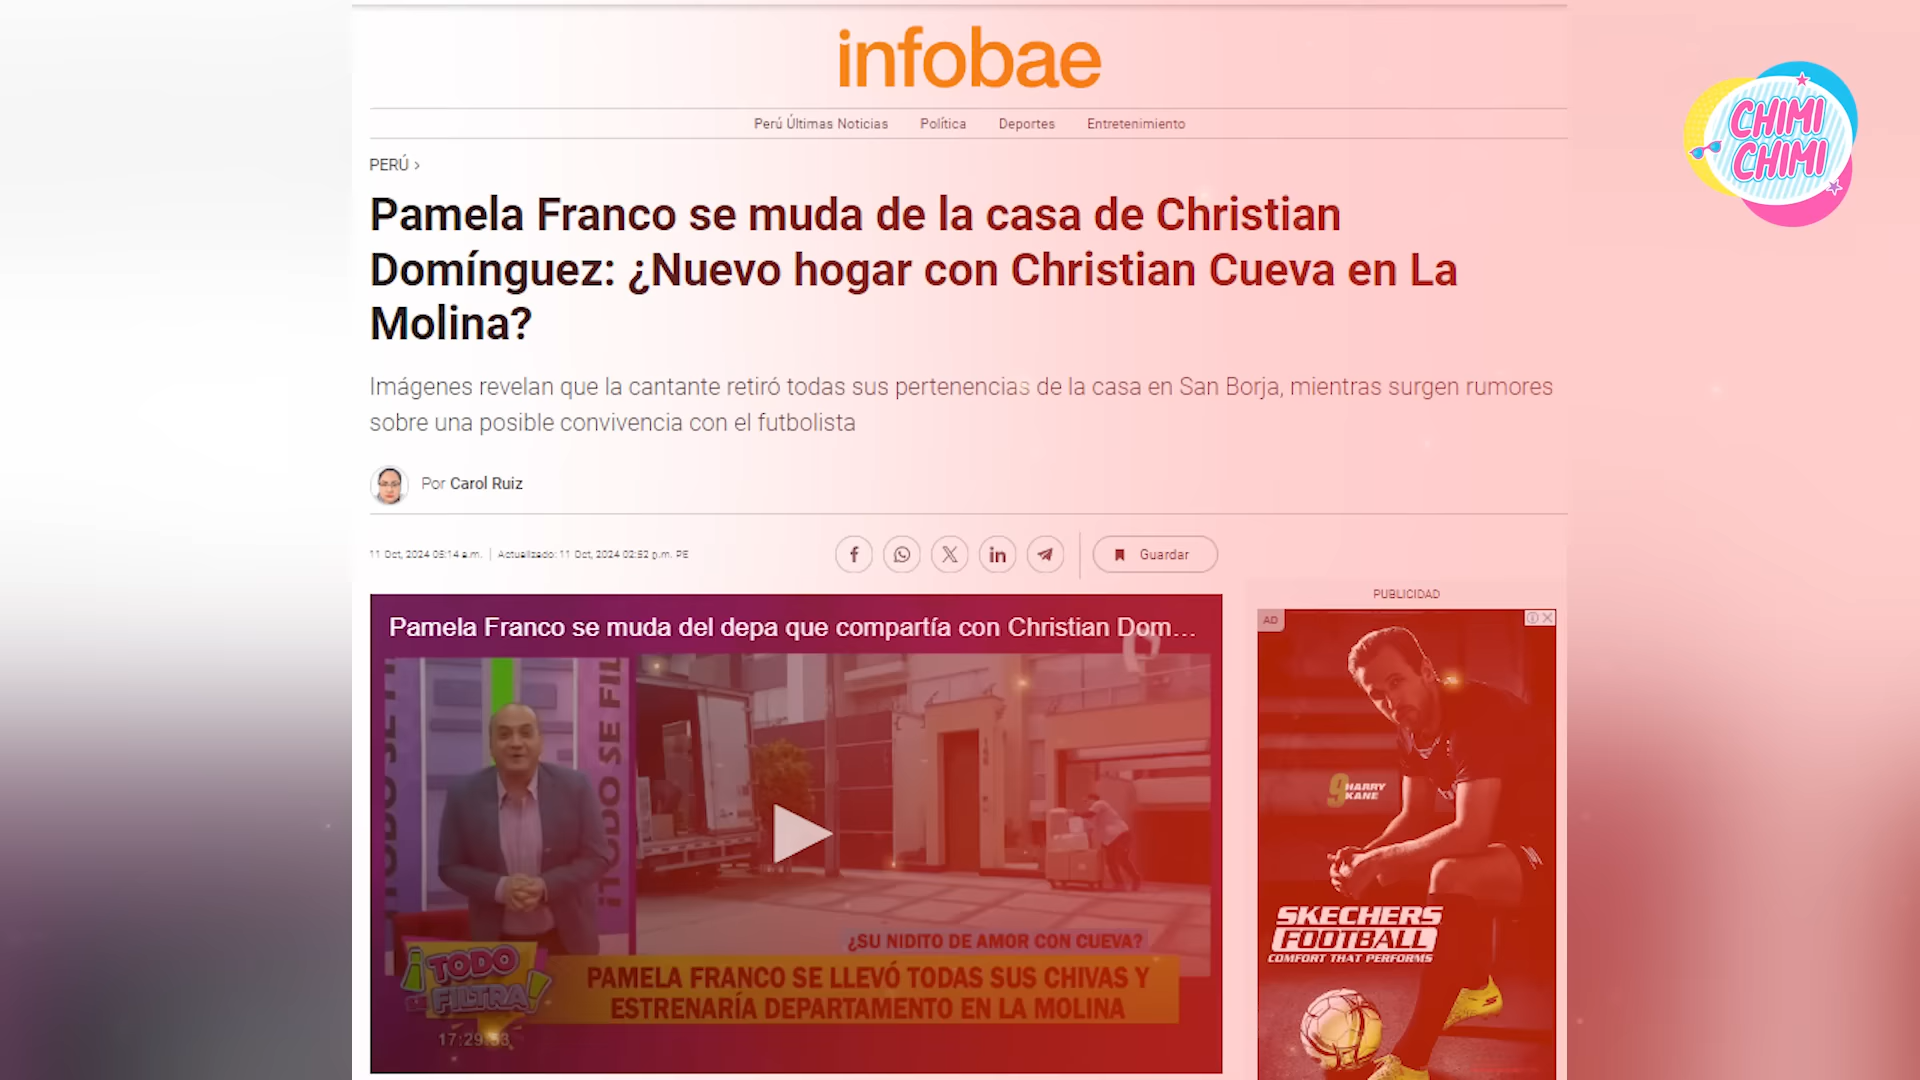 infobae
Perú Últimas Noticias Política Deportes Entretenimiento
CHIMI
CHIMI
PERÚ >
Pamela Franco se muda de la casa de Christian
Domínguez: ¿Nuevo hogar con Christian Cueva en La
Molina?
Imágenes revelan que la cantante retiró todas sus pertenencias de la casa en San Borja, mientras surgen rumores
sobre una posible convivencia con el futbolista
Por Carol Ruiz
11 Oct, 2024 05:14 a.m. | Actualizado: 11 Oct, 2024 02:52 p.m. PE
Guardar
PUBLICIDAD
Pamela Franco se muda del depa que compartía con Christian Dom...
AD
9 HARRY
KANE
SKECHERS
FOOTBALL
COMFORT THAT PERFORMS
¿SU NIDITO DE AMOR CON CUEVA?
PAMELA FRANCO SE LLEVÓ TODAS SUS CHIVAS Y
ESTRENARÍA DEPARTAMENTO EN LA MOLINA
¡TODO
SE FILTRA!